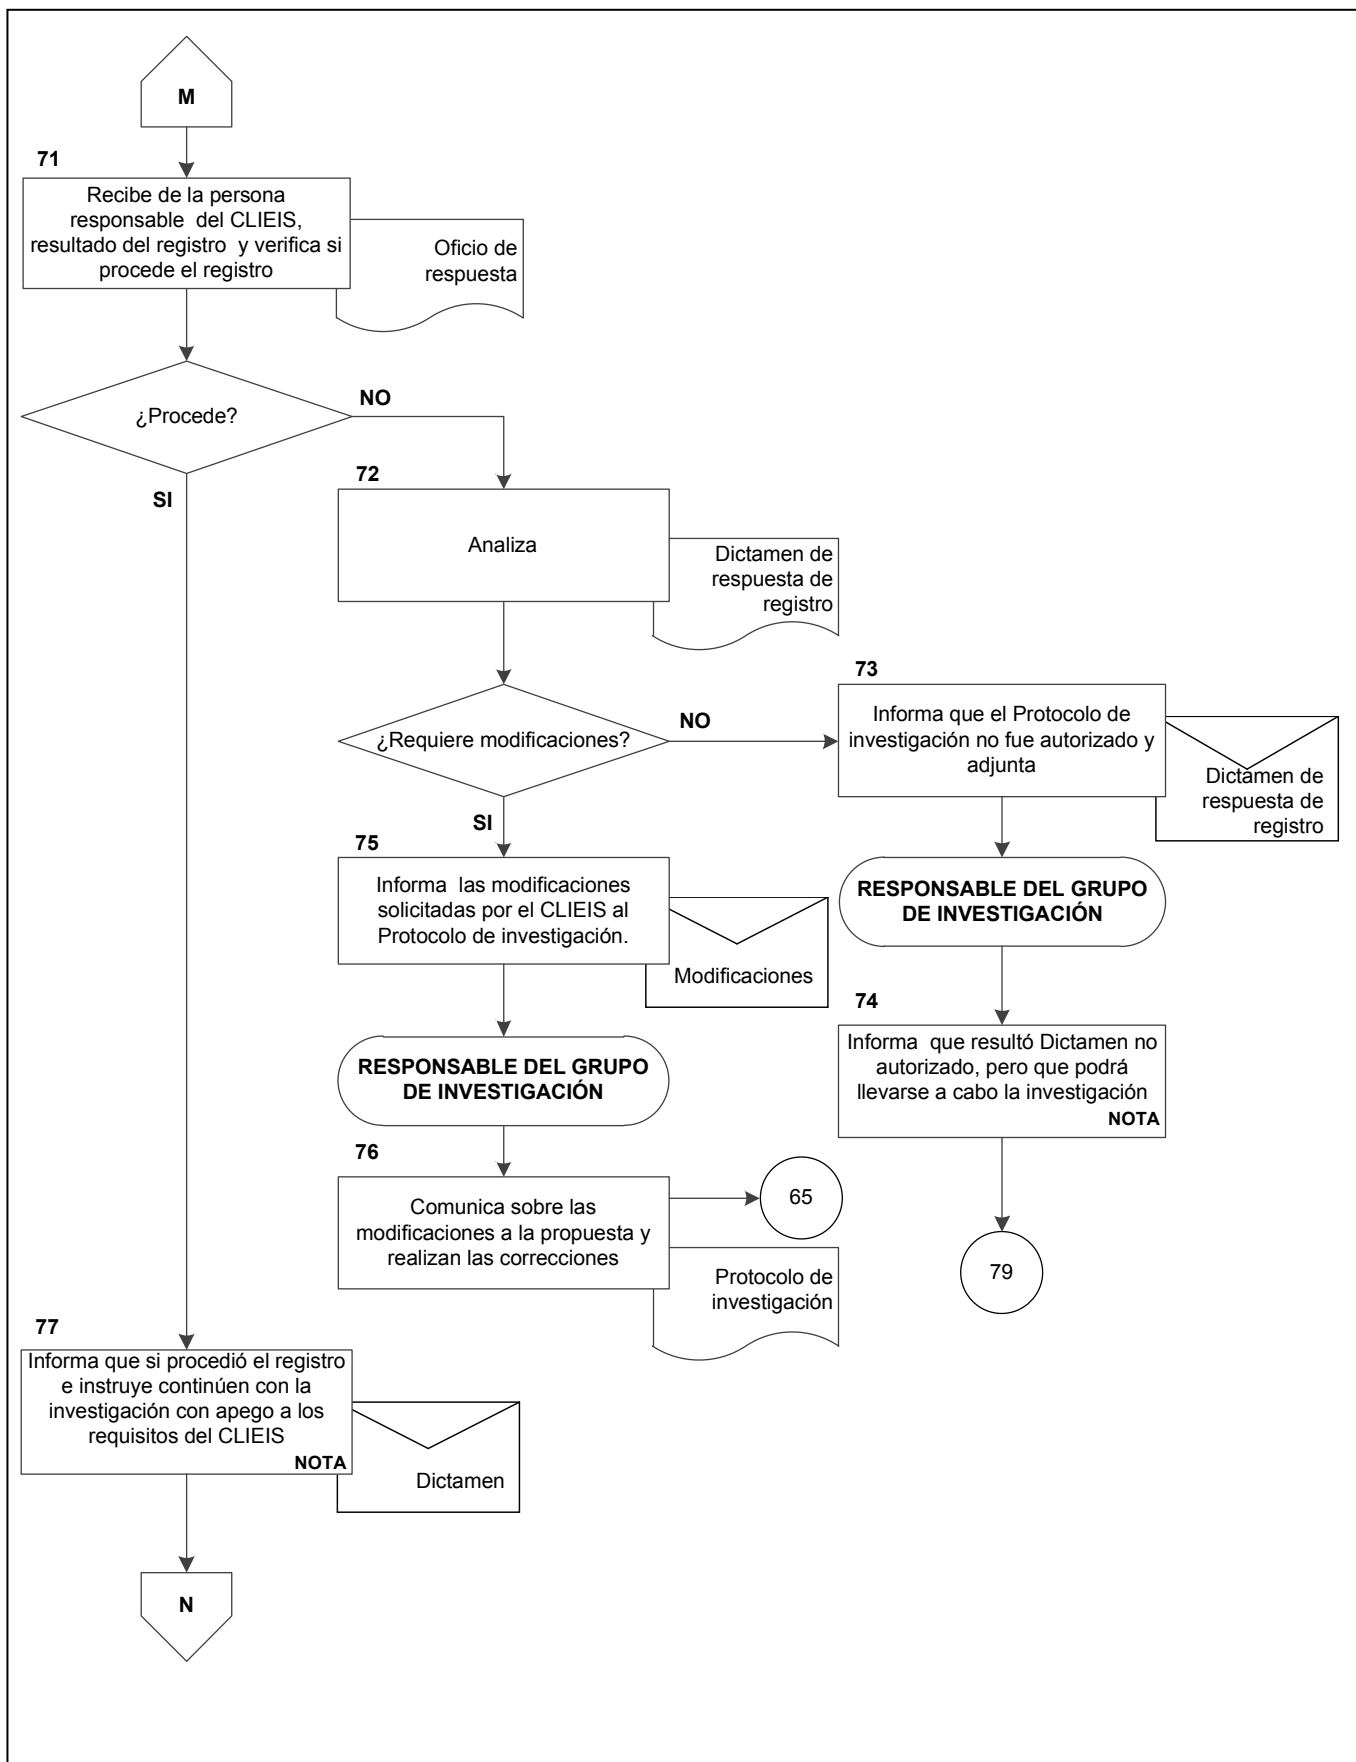 M
71
Recibe de la persona
responsable del CLIEIS,
resultado del registro y verifica si
procede el registro
Oficio de
respuesta
¿Procede?
NO
SI
72
Analiza
Dictamen de
respuesta de
registro
¿Requiere modificaciones?
NO
SI
73
Informa que el Protocolo de
investigación no fue autorizado y
adjunta
Dictamen de
respuesta de
registro
RESPONSABLE DEL GRUPO
DE INVESTIGACIÓN
74
Informa que resultó Dictamen no
autorizado, pero que podrá
llevarse a cabo la investigación
NOTA
79
75
Informa las modificaciones
solicitadas por el CLIEIS al
Protocolo de investigación.
Modificaciones
RESPONSABLE DEL GRUPO
DE INVESTIGACIÓN
76
Comunica sobre las
modificaciones a la propuesta y
realizan las correcciones
65
Protocolo de
investigación
77
Informa que si procedió el registro
e instruye continúen con la
investigación con apego a los
requisitos del CLIEIS
NOTA
Dictamen
N